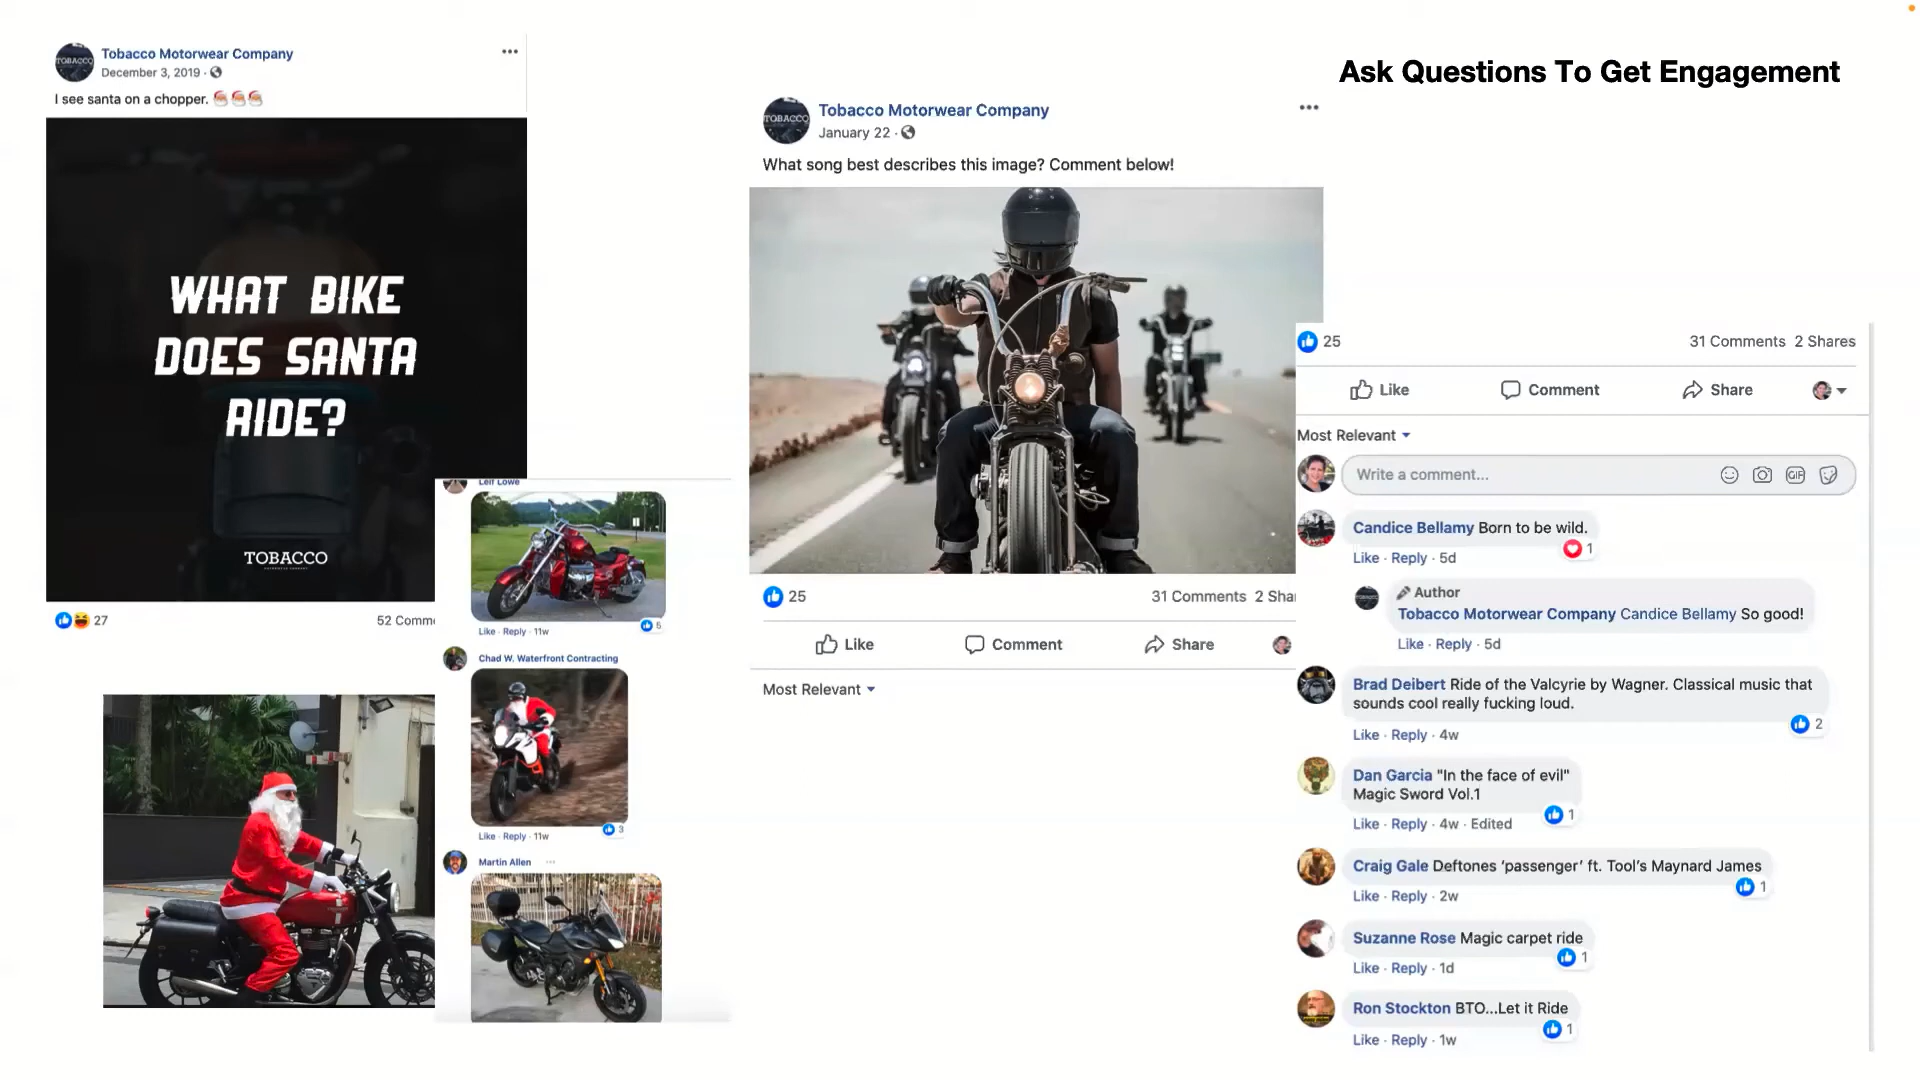 Ask Questions To Get Engagement
Tobacco Motorwear Company
December 3, 2019
I see santa on a chopper.
TOBACCO
WHAT BIKE
DOES SANTA
RIDE?
TOBACCO
27
52 Comme
Leif Lowe
Like · Reply · 11w
5
Chad W. Waterfront Contracting
Like · Reply · 11w
3
Martin Allen
Tobacco Motorwear Company
January 22
TOBACCO
What song best describes this image? Comment below!
25
31 Comments 2 Shar
Like
Comment
Share
Most Relevant
25
31 Comments 2 Shares
Like
Comment
Share
Most Relevant
Write a comment...
GIF
Candice Bellamy Born to be wild.
1
Like · Reply · 5d
Author
Tobacco Motorwear Company Candice Bellamy So good!
Like · Reply · 5d
Brad Deibert Ride of the Valcyrie by Wagner. Classical music that
sounds cool really fucking loud.
2
Like · Reply · 4w
Dan Garcia "In the face of evil"
Magic Sword Vol.1
1
Like · Reply · 4w · Edited
Craig Gale Deftones ‘passenger’ ft. Tool’s Maynard James
1
Like · Reply · 2w
Suzanne Rose Magic carpet ride
1
Like · Reply · 1d
Ron Stockton BTO...Let it Ride
1
Like · Reply · 1w